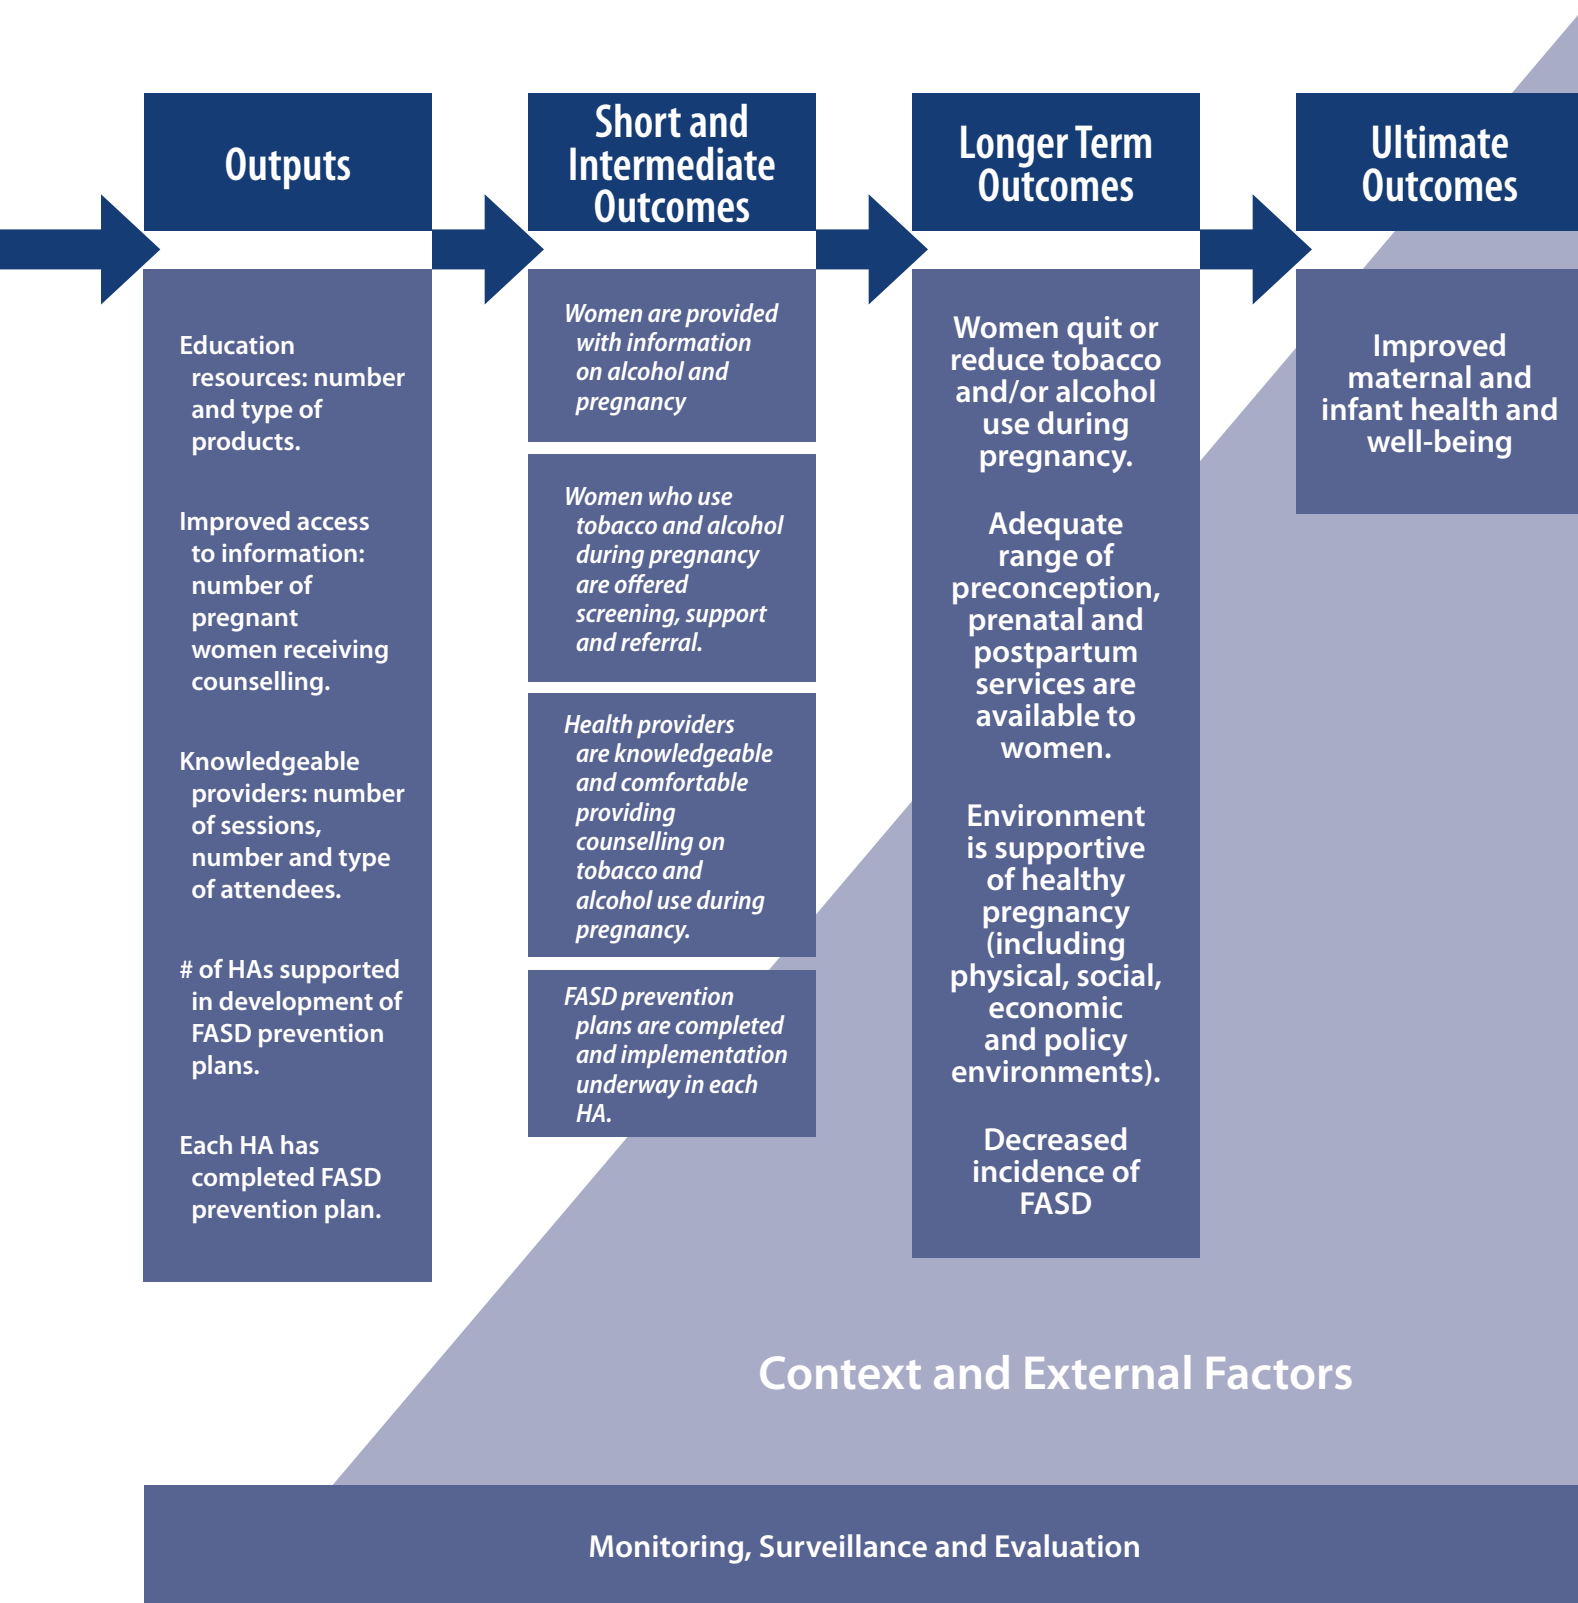 Outputs
Education
resources: number
and type of
products.
Improved access
to information:
number of
pregnant
women receiving
counselling.
Knowledgeable
providers: number
of sessions,
number and type
of attendees.
# of HAs supported
in development of
FASD prevention
plans.
Each HA has
completed FASD
prevention plan.
Short and
Intermediate
Outcomes
Women are provided
with information
on alcohol and
pregnancy
Women who use
tobacco and alcohol
during pregnancy
are offered
screening, support
and referral.
Health providers
are knowledgeable
and comfortable
providing
counselling on
tobacco and
alcohol use during
pregnancy.
FASD prevention
plans are completed
and implementation
underway in each
HA.
Longer Term
Outcomes
Women quit or
reduce tobacco
and/or alcohol
use during
pregnancy.
Adequate
range of
preconception,
prenatal and
postpartum
services are
available to
women.
Environment
is supportive
of healthy
pregnancy
(including
physical, social,
economic
and policy
environments).
Decreased
incidence of
FASD
Ultimate
Outcomes
Improved
maternal and
infant health and
well-being
Context and External Factors
Monitoring, Surveillance and Evaluation